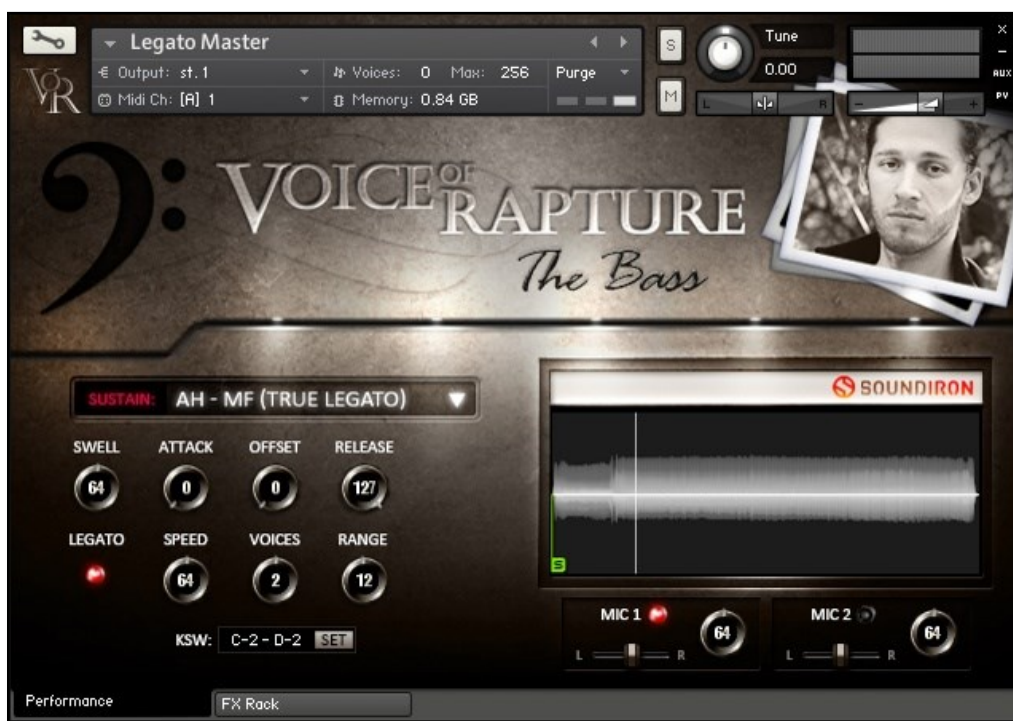 Legato Master
Output: st.1
Voices: 0 Max: 256 Purge
Midi Ch: [A] 1
Memory: 0.84 GB
S
M
Tune
0.00
L R
- +
X
-
AUX
PV
VR
VOICE OF RAPTURE
The Bass
SUSTAIN: AH - MF (TRUE LEGATO)
SWELL ATTACK OFFSET RELEASE
64 0 0 127
LEGATO SPEED VOICES RANGE
64 2 12
KSW: C-2 - D-2 SET
SOUNDIRON
S
MIC 1 64
L R
MIC 2 64
L R
Performance
FX Rack